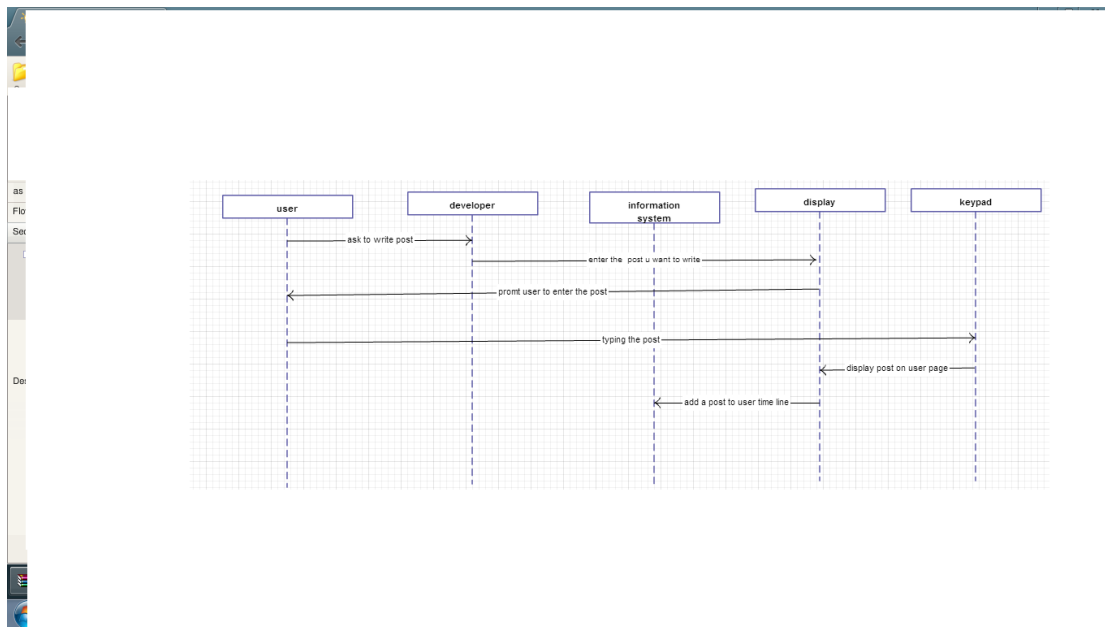 user
developer
information
system
display
keypad
ask to write post
enter the post u want to write
promt user to enter the post
typing the post
display post on user page
add a post to user time line
as
Flo
Sec
Des